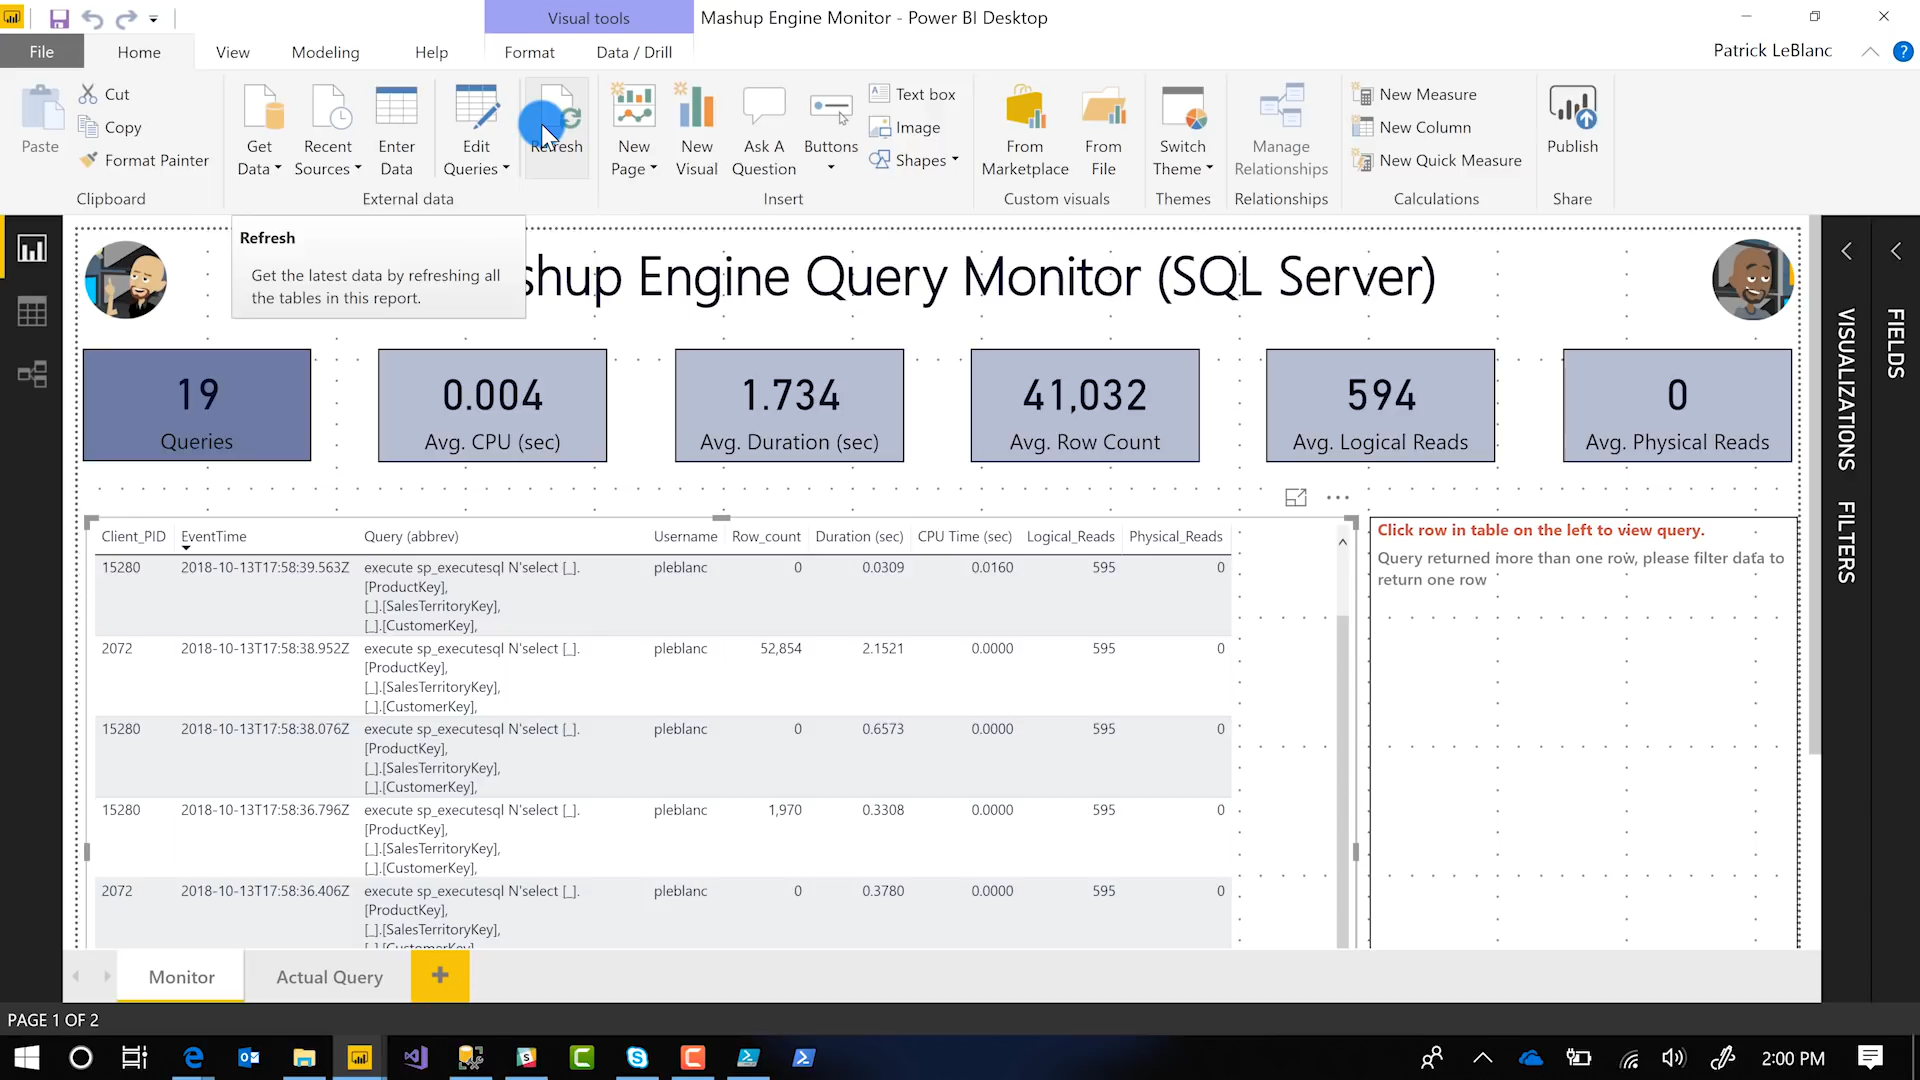 Visual tools
Mashup Engine Monitor - Power BI Desktop
File
Home
View
Modeling
Help
Format
Data / Drill
Patrick LeBlanc
Paste
Cut
Copy
Format Painter
Clipboard
Get Data
Recent Sources
Enter Data
Edit Queries
Refresh
External data
New Page
New Visual
Ask A Question
Buttons
Text box
Image
Shapes
Insert
From Marketplace
From File
Custom visuals
Switch Theme
Themes
Manage Relationships
Relationships
New Measure
New Column
New Quick Measure
Calculations
Publish
Share
Refresh
Get the latest data by refreshing all
the tables in this report.
shup Engine Query Monitor (SQL Server)
19
Queries
0.004
Avg. CPU (sec)
1.734
Avg. Duration (sec)
41,032
Avg. Row Count
594
Avg. Logical Reads
0
Avg. Physical Reads
Client_PID EventTime Query (abbrev) Username Row_count Duration (sec) CPU Time (sec) Logical_Reads Physical_Reads
15280 2018-10-13T17:58:39.563Z execute sp_executesql N'select [_]. pleblanc 0 0.0309 0.0160 595 0
[ProductKey],
[_].[SalesTerritoryKey],
[_].[CustomerKey],
2072 2018-10-13T17:58:38.952Z execute sp_executesql N'select [_]. pleblanc 52,854 2.1521 0.0000 595 0
[ProductKey],
[_].[SalesTerritoryKey],
[_].[CustomerKey],
15280 2018-10-13T17:58:38.076Z execute sp_executesql N'select [_]. pleblanc 0 0.6573 0.0000 595 0
[ProductKey],
[_].[SalesTerritoryKey],
[_].[CustomerKey],
15280 2018-10-13T17:58:36.796Z execute sp_executesql N'select [_]. pleblanc 1,970 0.3308 0.0000 595 0
[ProductKey],
[_].[SalesTerritoryKey],
[_].[CustomerKey],
2072 2018-10-13T17:58:36.406Z execute sp_executesql N'select [_]. pleblanc 0 0.3780 0.0000 595 0
[ProductKey],
[_].[SalesTerritoryKey],
[_].[CustomerKey],
Click row in table on the left to view query.
Query returned more than one row, please filter data to
return one row
VISUALIZATIONS
FILTERS
FIELDS
Monitor
Actual Query
PAGE 1 OF 2
2:00 PM